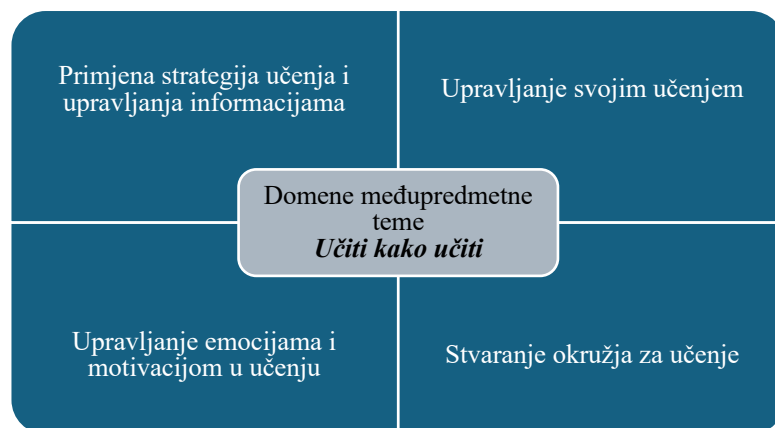 Primjena strategija učenja i
upravljanja informacijama
Upravljanje svojim učenjem
Domene međupredmetne
teme
Učiti kako učiti
Upravljanje emocijama i
motivacijom u učenju
Stvaranje okružja za učenje